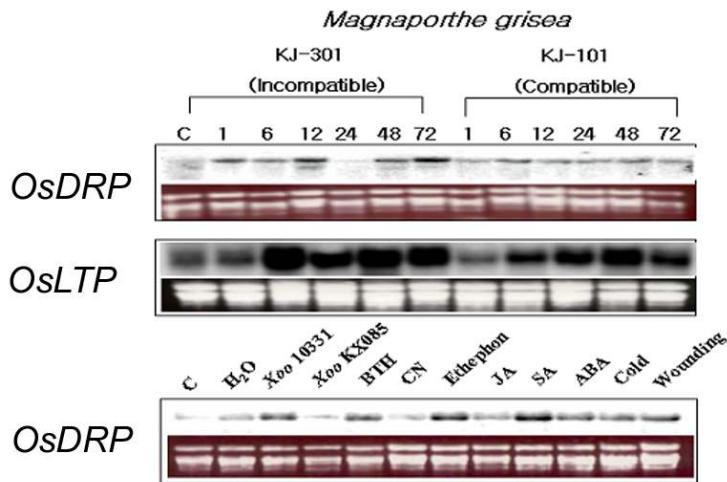 Magnaporthe grisea
KJ-301 KJ-101
(Incompatible) (Compatible)
C 1 6 12 24 48 72 1 6 12 24 48 72
OsDRP
OsLTP
C H₂O Xoo 10331 Xoo KX085 BTH CN Ethephon JA SA ABA Cold Wounding
OsDRP